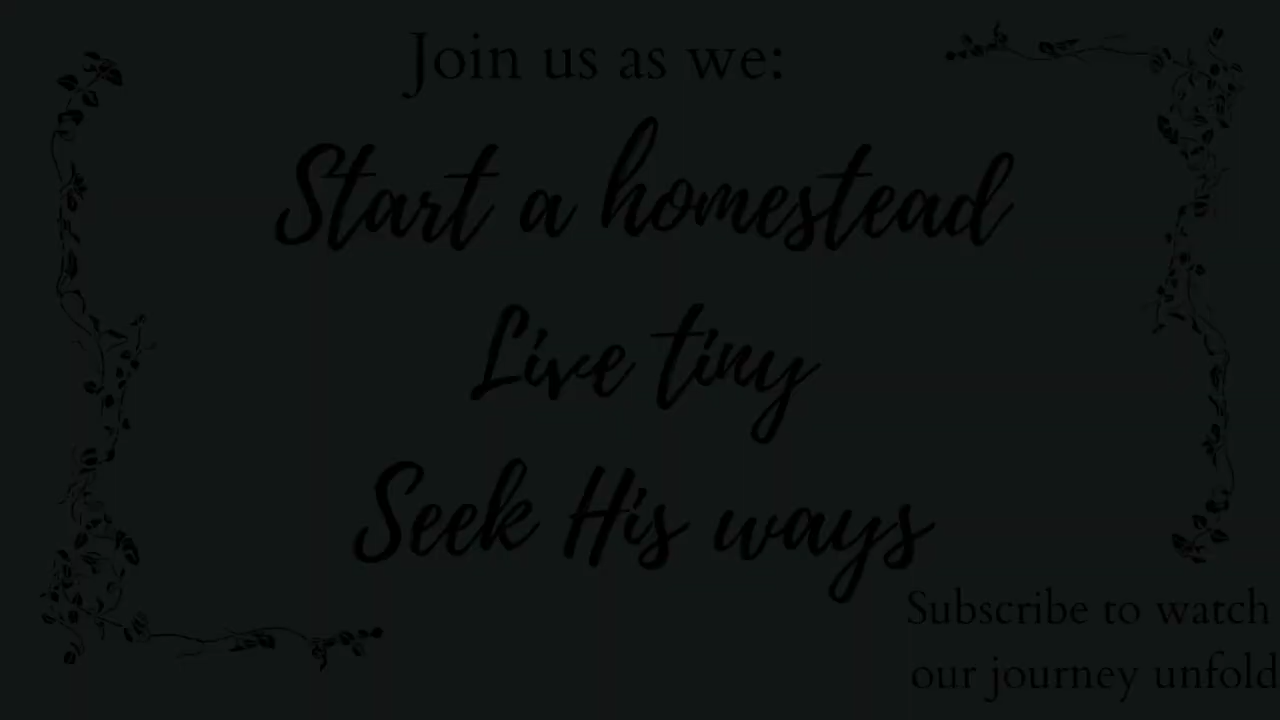 Join us as we:
Start a homestead
Live tiny
Seek His ways
Subscribe to watch
our journey unfold